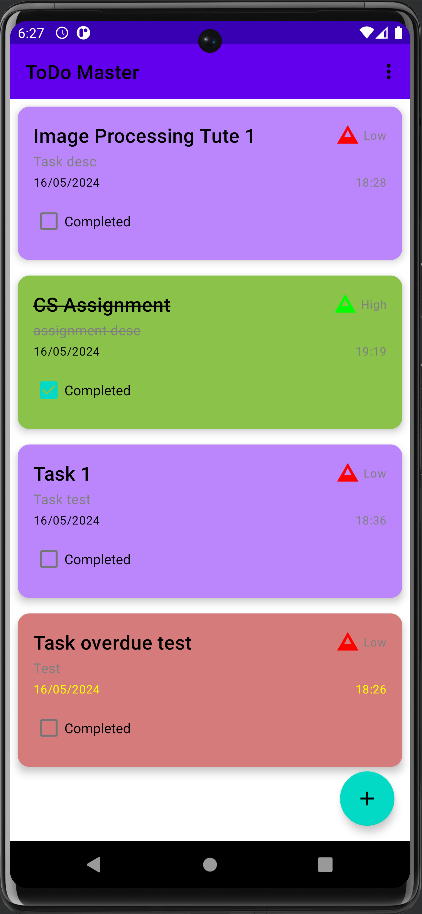 6:27
ToDo Master
Image Processing Tute 1 Low
Task desc
16/05/2024 18:28
Completed
CS Assignment High
assignment desc
16/05/2024 19:19
Completed
Task 1 Low
Task test
16/05/2024 18:36
Completed
Task overdue test Low
Test
16/05/2024 18:26
Completed
+